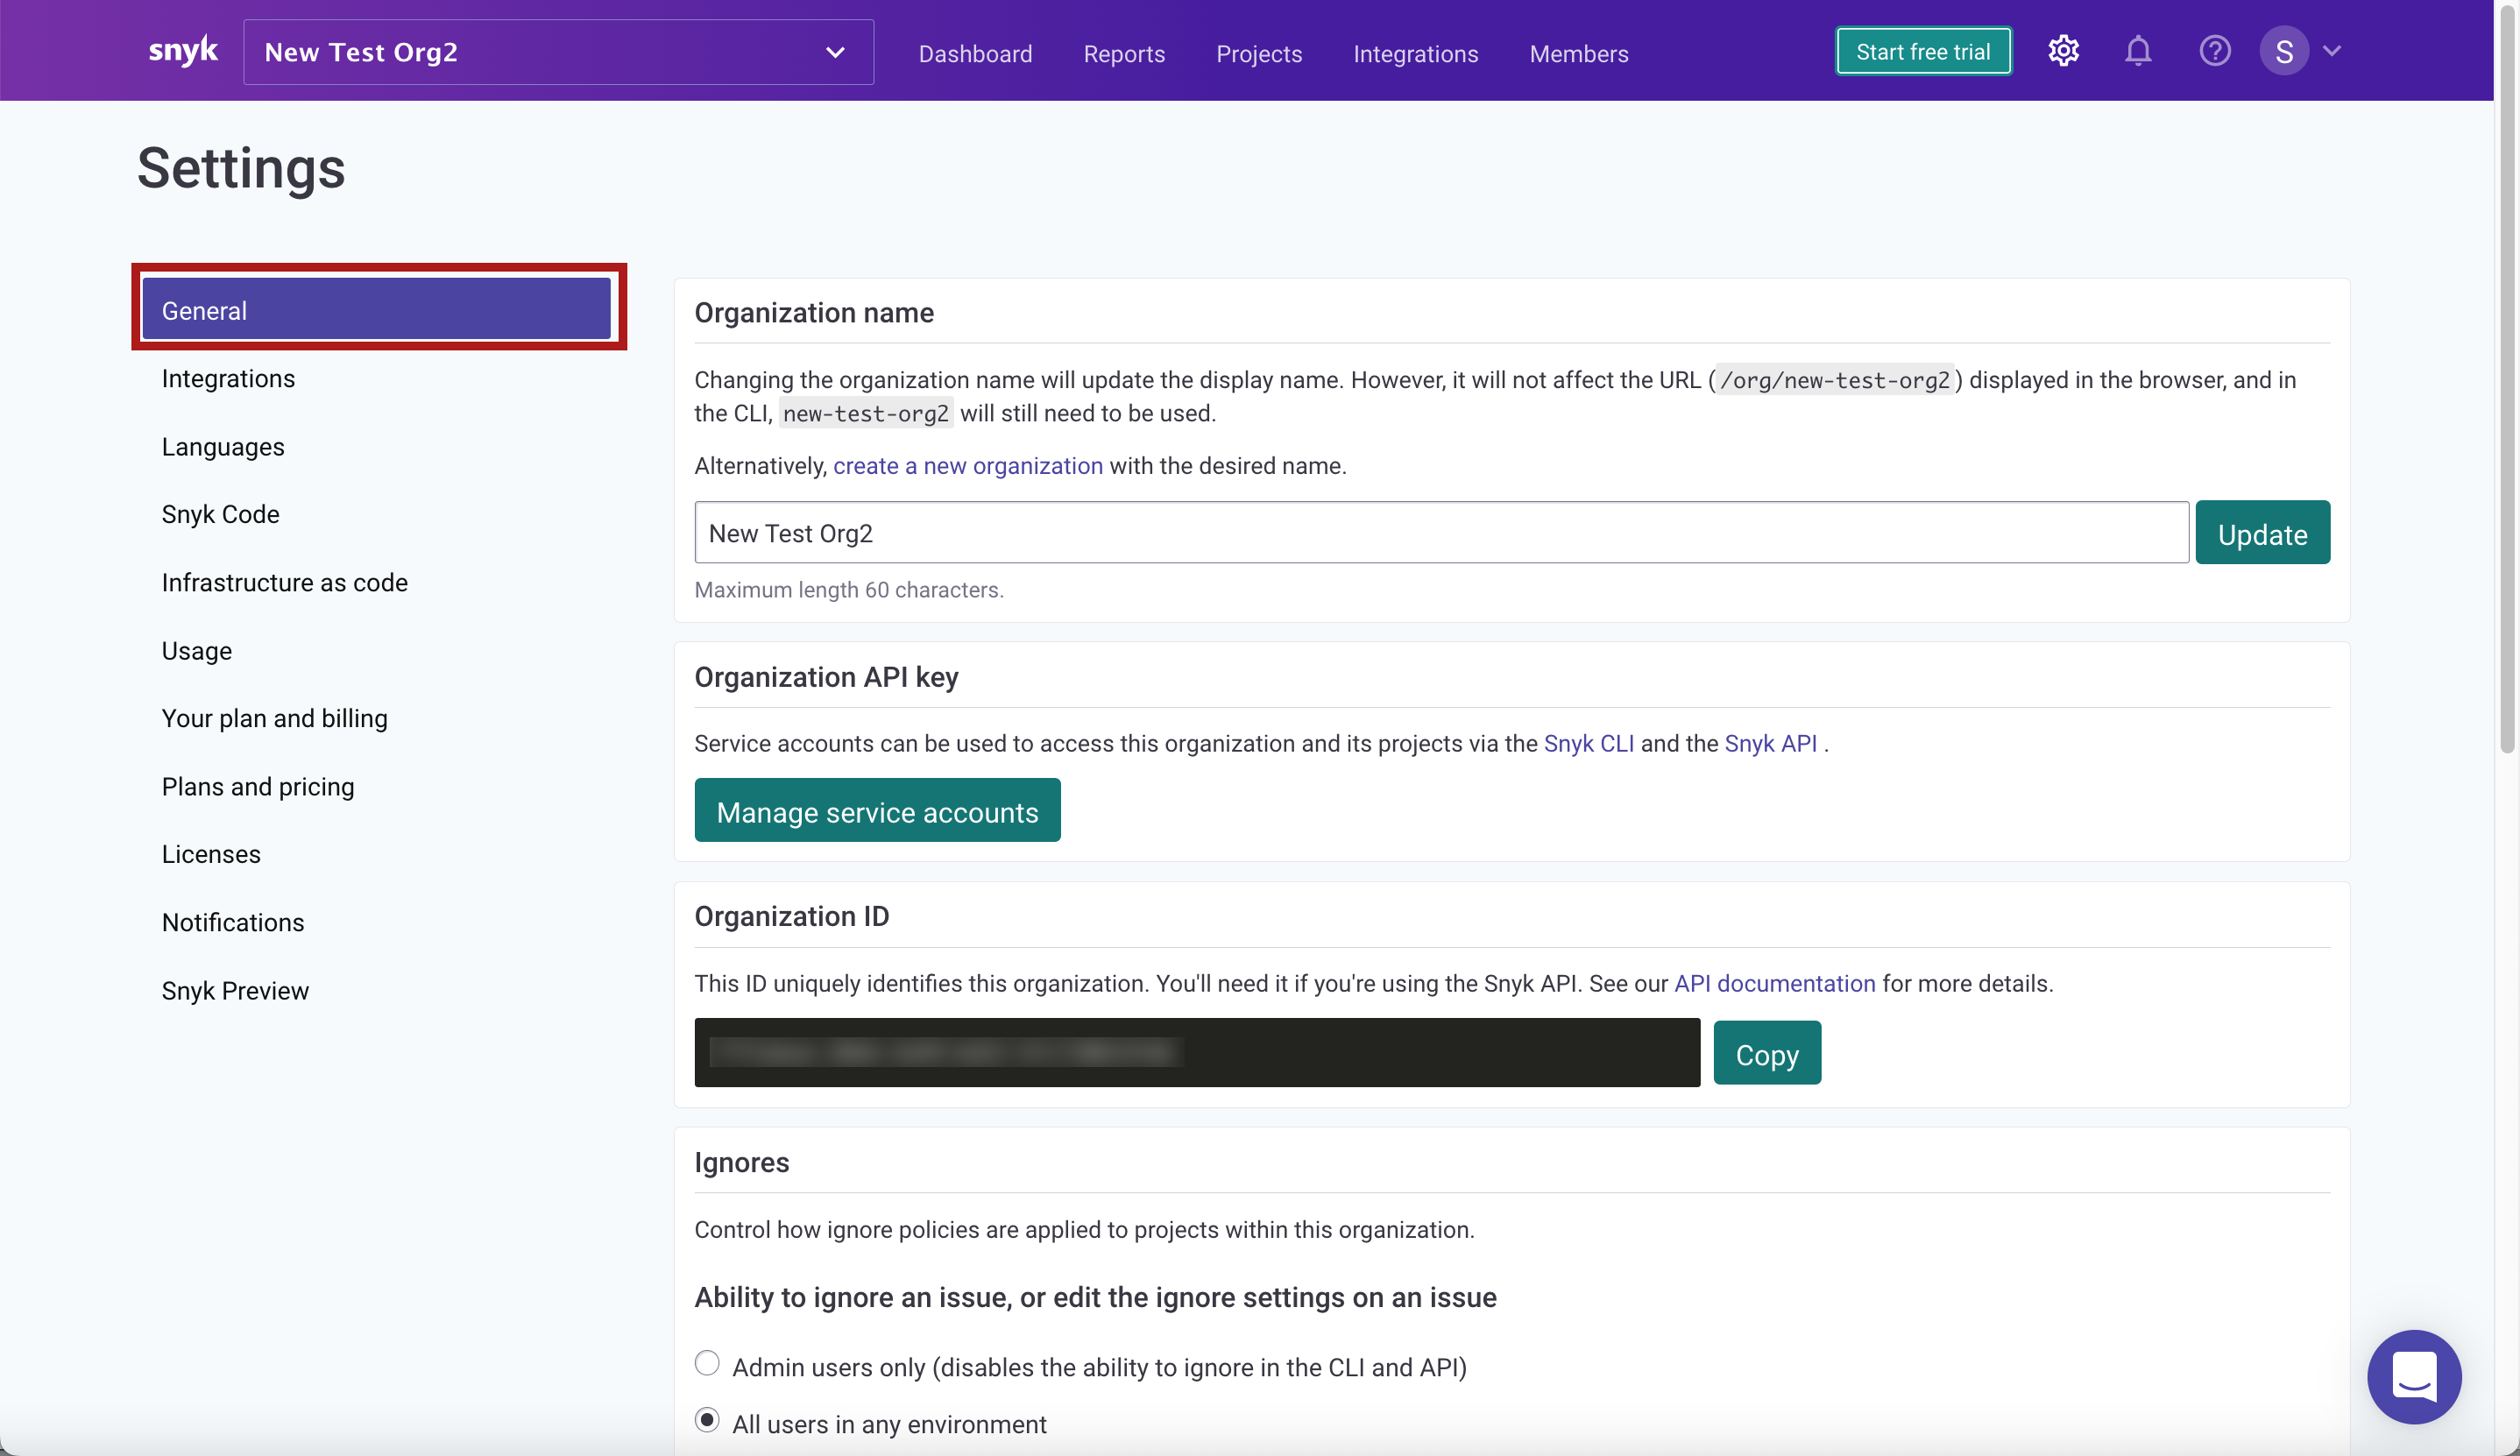 snyk
New Test Org2
Dashboard
Reports
Projects
Integrations
Members
Start free trial
S
Settings
General
Integrations
Languages
Snyk Code
Infrastructure as code
Usage
Your plan and billing
Plans and pricing
Licenses
Notifications
Snyk Preview
Organization name
Changing the organization name will update the display name. However, it will not affect the URL (/org/new-test-org2) displayed in the browser, and in
the CLI, new-test-org2 will still need to be used.
Alternatively, create a new organization with the desired name.
New Test Org2
Update
Maximum length 60 characters.
Organization API key
Service accounts can be used to access this organization and its projects via the Snyk CLI and the Snyk API .
Manage service accounts
Organization ID
This ID uniquely identifies this organization. You'll need it if you're using the Snyk API. See our API documentation for more details.
Copy
Ignores
Control how ignore policies are applied to projects within this organization.
Ability to ignore an issue, or edit the ignore settings on an issue
Admin users only (disables the ability to ignore in the CLI and API)
All users in any environment